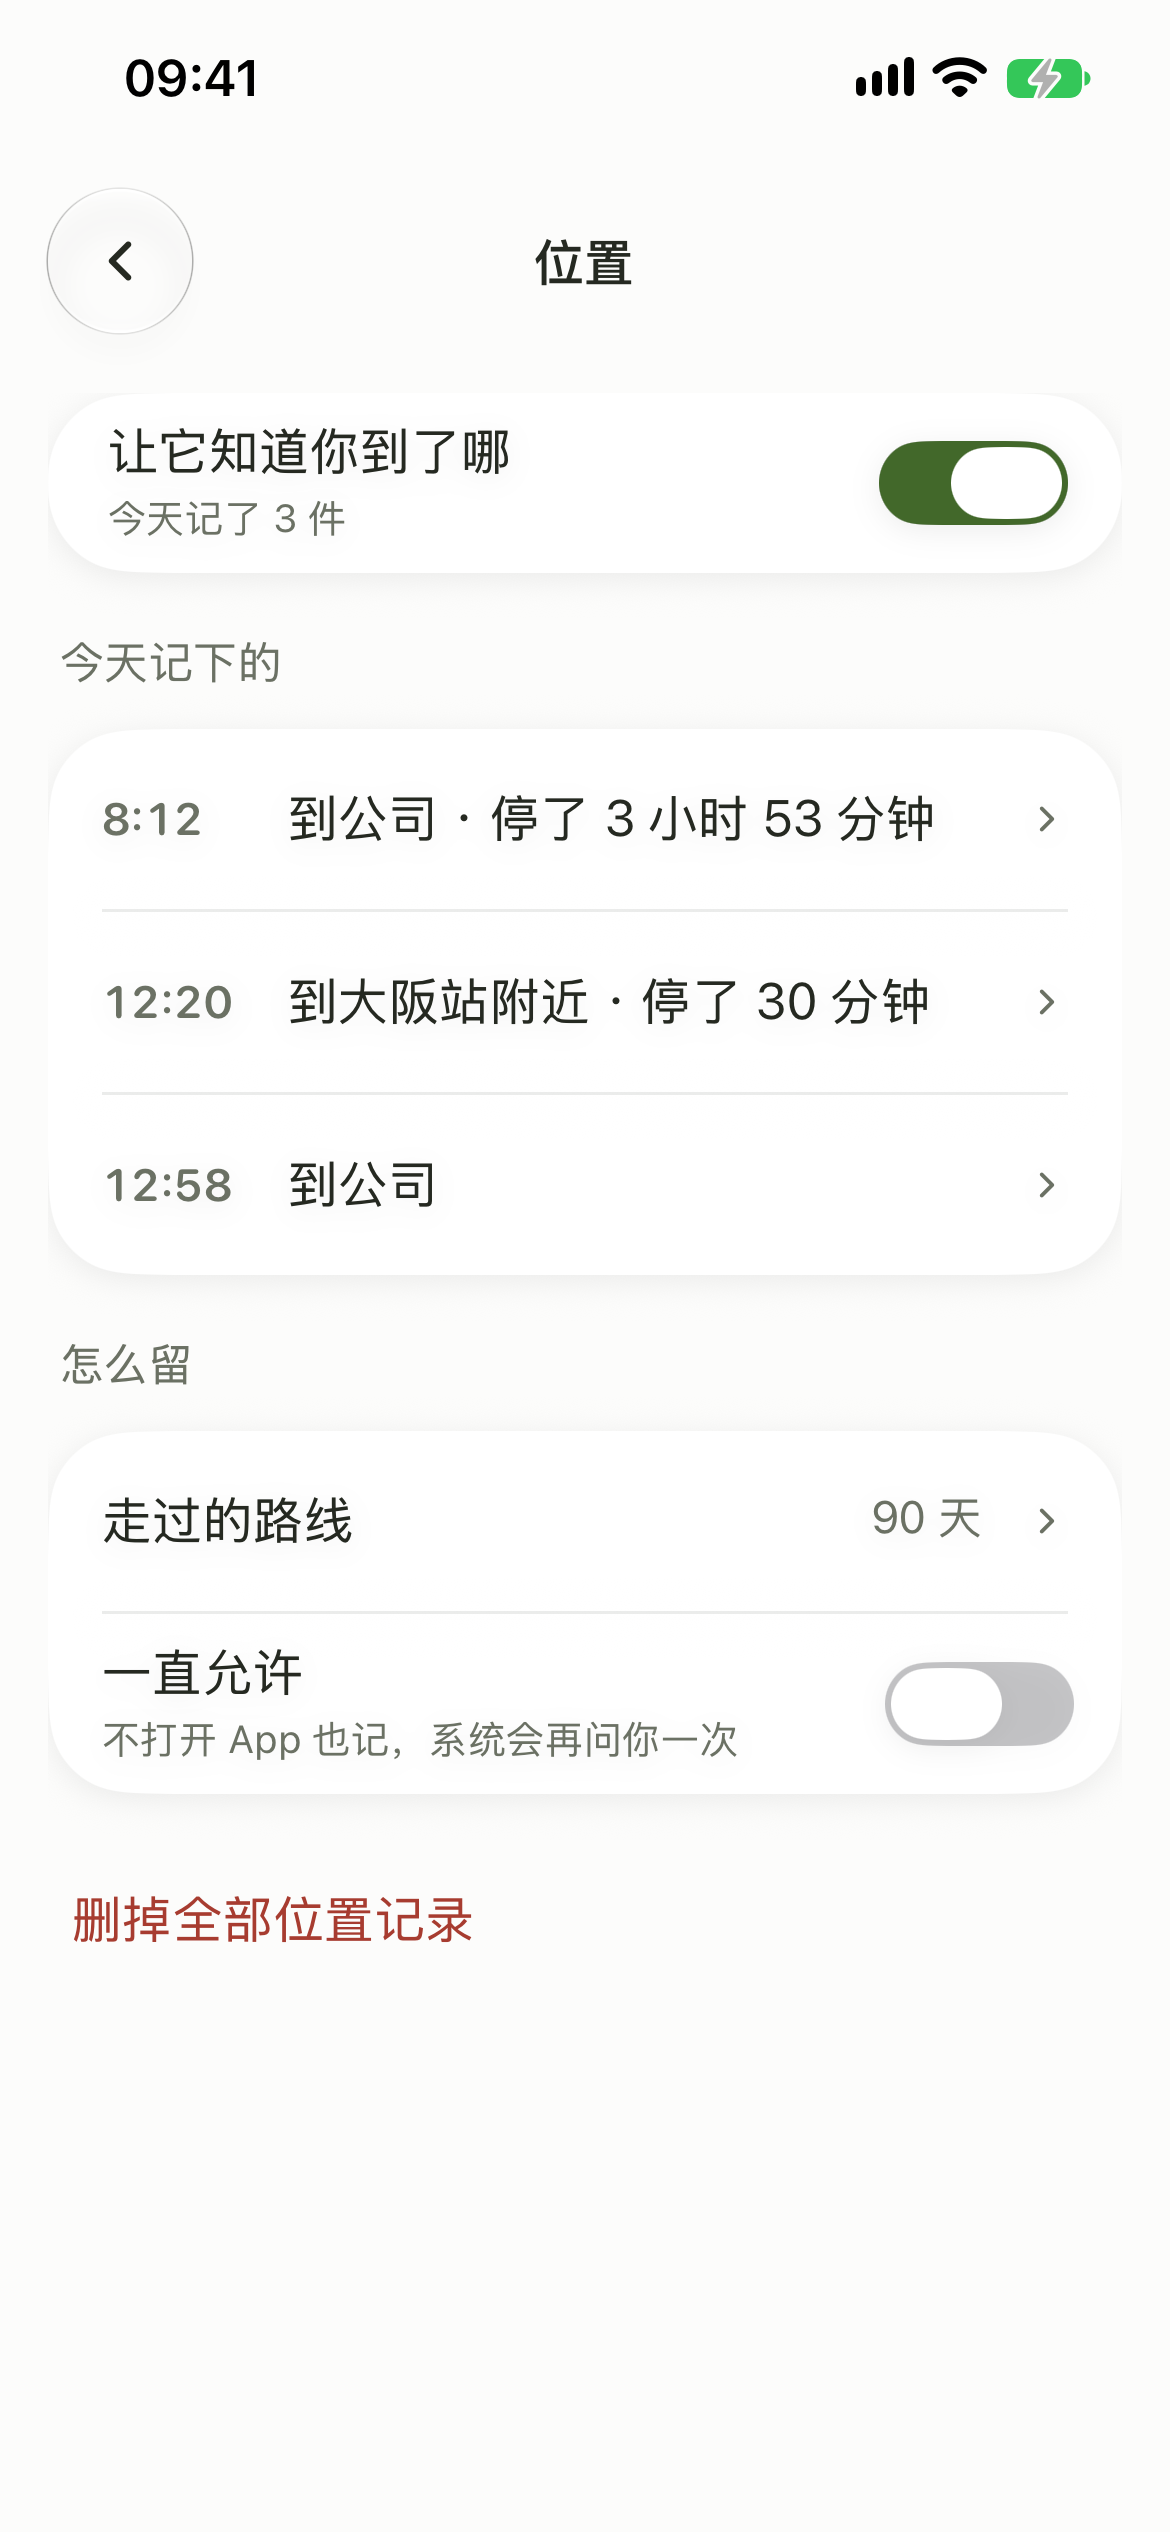 09:41
位置
让它知道你到了哪
今天记了 3 件
今天记下的
8:12 到公司 · 停了 3 小时 53 分钟
12:20 到大阪站附近 · 停了 30 分钟
12:58 到公司
怎么留
走过的路线 90 天
一直允许
不打开 App 也记，系统会再问你一次
删掉全部位置记录